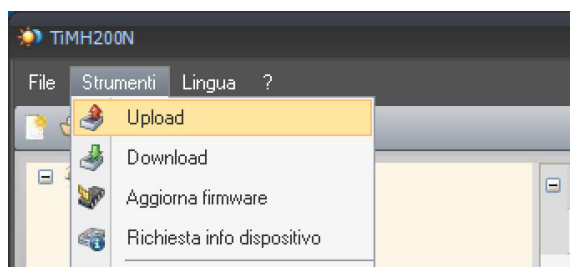 TiMH200N
File Strumenti Lingua ?
Upload
Download
Aggiorna firmware
Richiesta info dispositivo